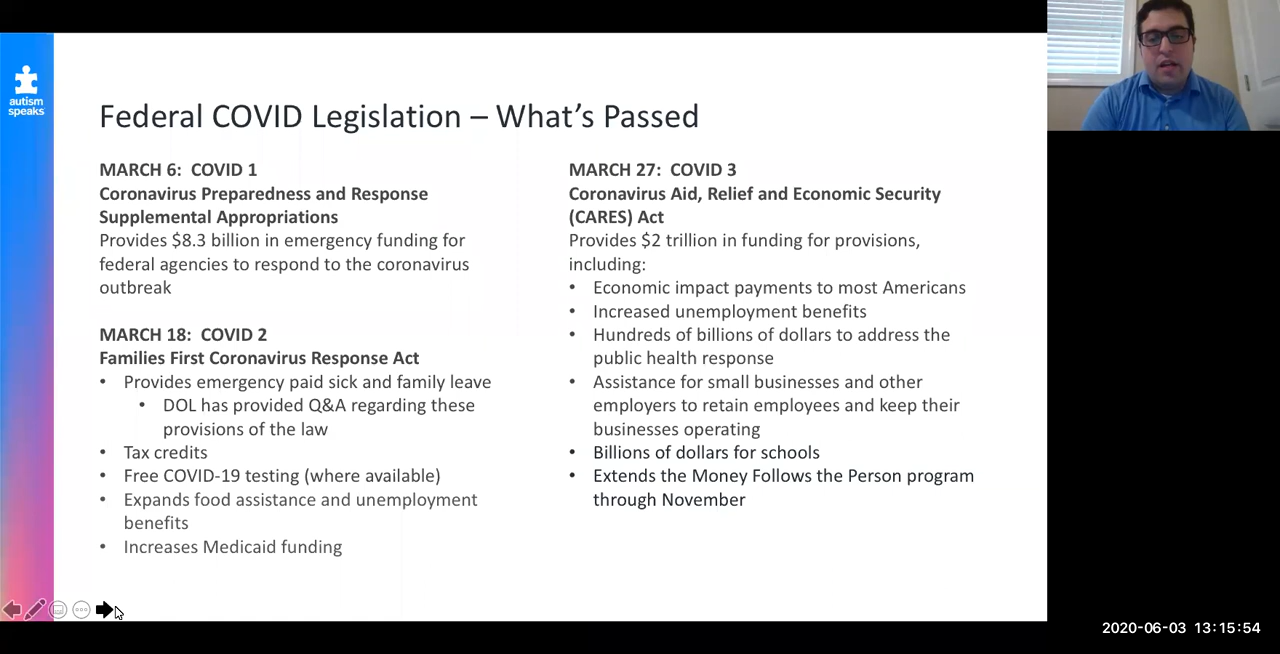 autism
speaks
Federal COVID Legislation – What’s Passed
MARCH 6:  COVID 1
Coronavirus Preparedness and Response
Supplemental Appropriations
Provides $8.3 billion in emergency funding for
federal agencies to respond to the coronavirus
outbreak
MARCH 18:  COVID 2
Families First Coronavirus Response Act
• Provides emergency paid sick and family leave
• DOL has provided Q&A regarding these
provisions of the law
• Tax credits
• Free COVID-19 testing (where available)
• Expands food assistance and unemployment
benefits
• Increases Medicaid funding
MARCH 27:  COVID 3
Coronavirus Aid, Relief and Economic Security
(CARES) Act
Provides $2 trillion in funding for provisions,
including:
• Economic impact payments to most Americans
• Increased unemployment benefits
• Hundreds of billions of dollars to address the
public health response
• Assistance for small businesses and other
employers to retain employees and keep their
businesses operating
• Billions of dollars for schools
• Extends the Money Follows the Person program
through November
2020-06-03 13:15:54